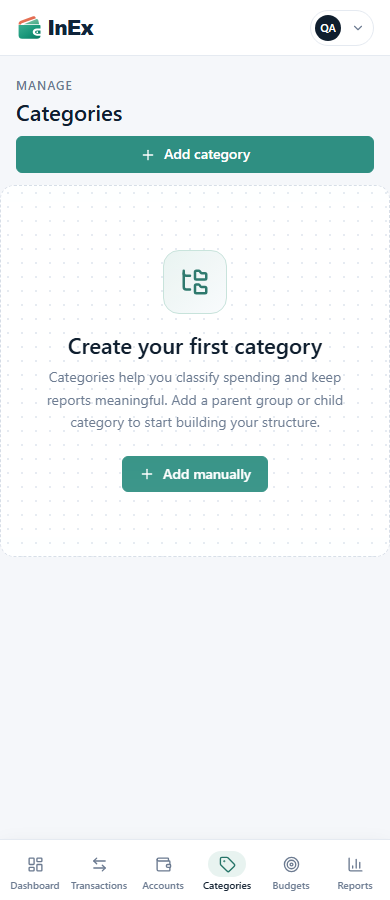 InEx
QA
MANAGE
Categories
Add category
Create your first category
Categories help you classify spending and keep
reports meaningful. Add a parent group or child
category to start building your structure.
Add manually
Dashboard
Transactions
Accounts
Categories
Budgets
Reports